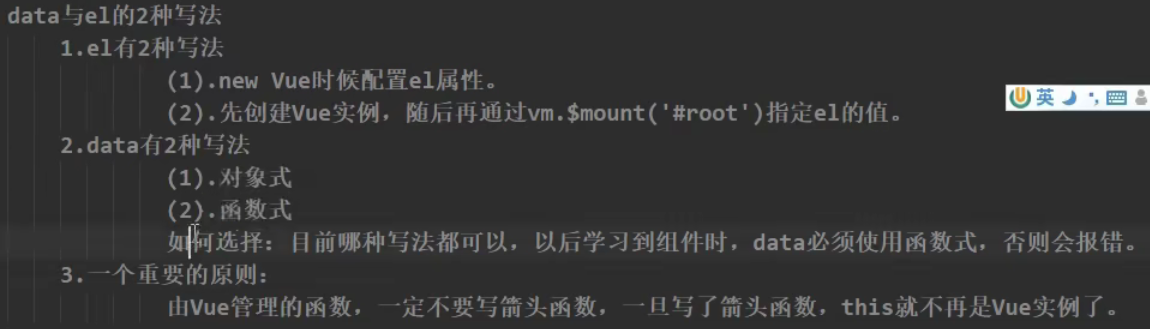 data与el的2种写法
1.el有2种写法
(1).new Vue时候配置el属性。
(2).先创建Vue实例，随后再通过vm.$mount('#root')指定el的值。
英
2.data有2种写法
(1).对象式
(2).函数式
如何选择：目前哪种写法都可以，以后学习到组件时，data必须使用函数式，否则会报错。
3.一个重要的原则：
由Vue管理的函数，一定不要写箭头函数，一旦写了箭头函数，this就不再是Vue实例了。